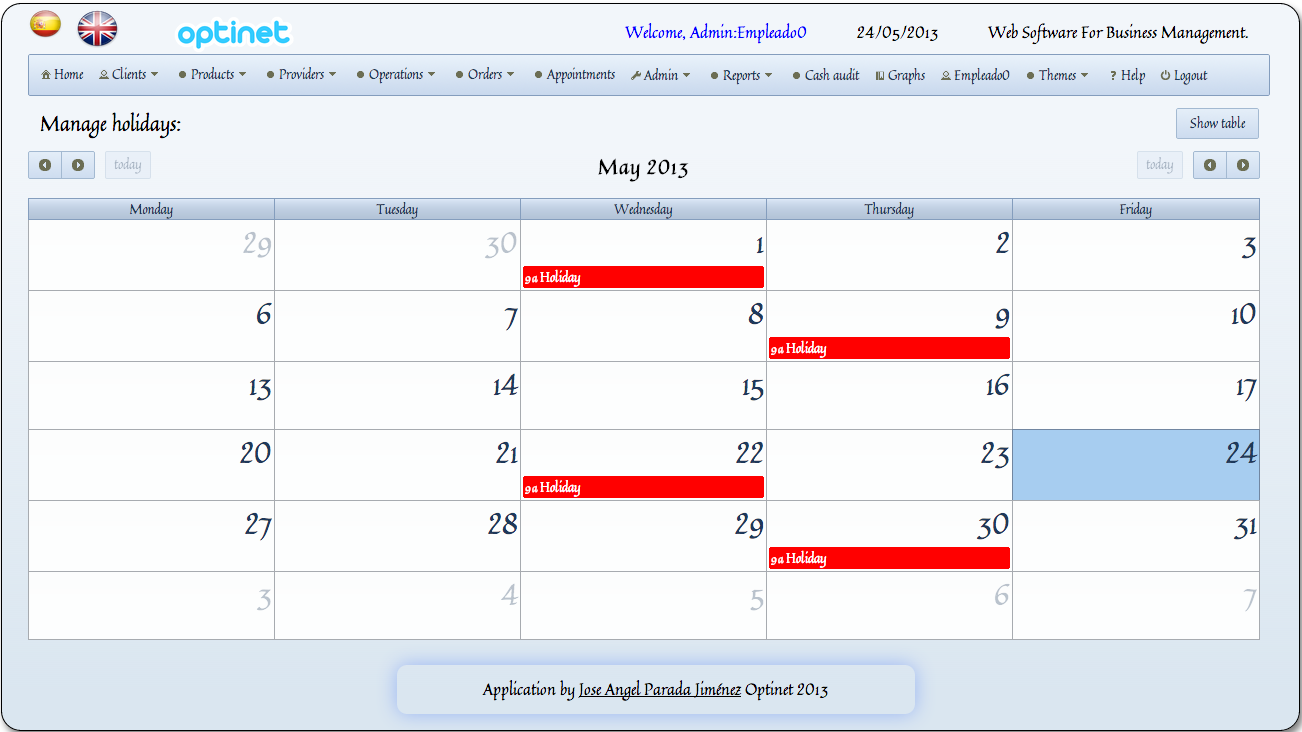 optinet
Welcome, Admin:Empleado0 24/05/2013 Web Software For Business Management.
Home Clients Products Providers Operations Orders Appointments Admin Reports Cash audit Graphs Empleado0 Themes ? Help Logout
Manage holidays: Show table
today May 2013 today
Monday Tuesday Wednesday Thursday Friday
29 30 1 2 3
9a Holiday
6 7 8 9 10
9a Holiday
13 14 15 16 17
20 21 22 23 24
9a Holiday
27 28 29 30 31
9a Holiday
3 4 5 6 7
Application by Jose Angel Parada Jiménez Optinet 2013